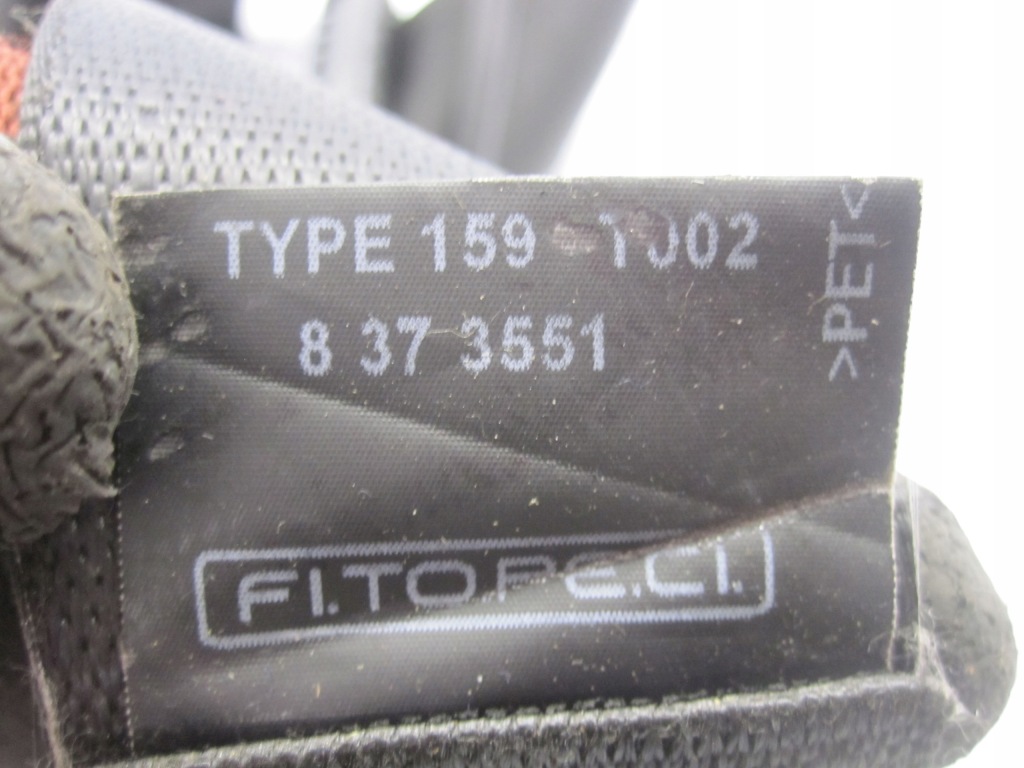 TYPE 159
8 37 3551
>PET<
FI.TO.PE.CI.